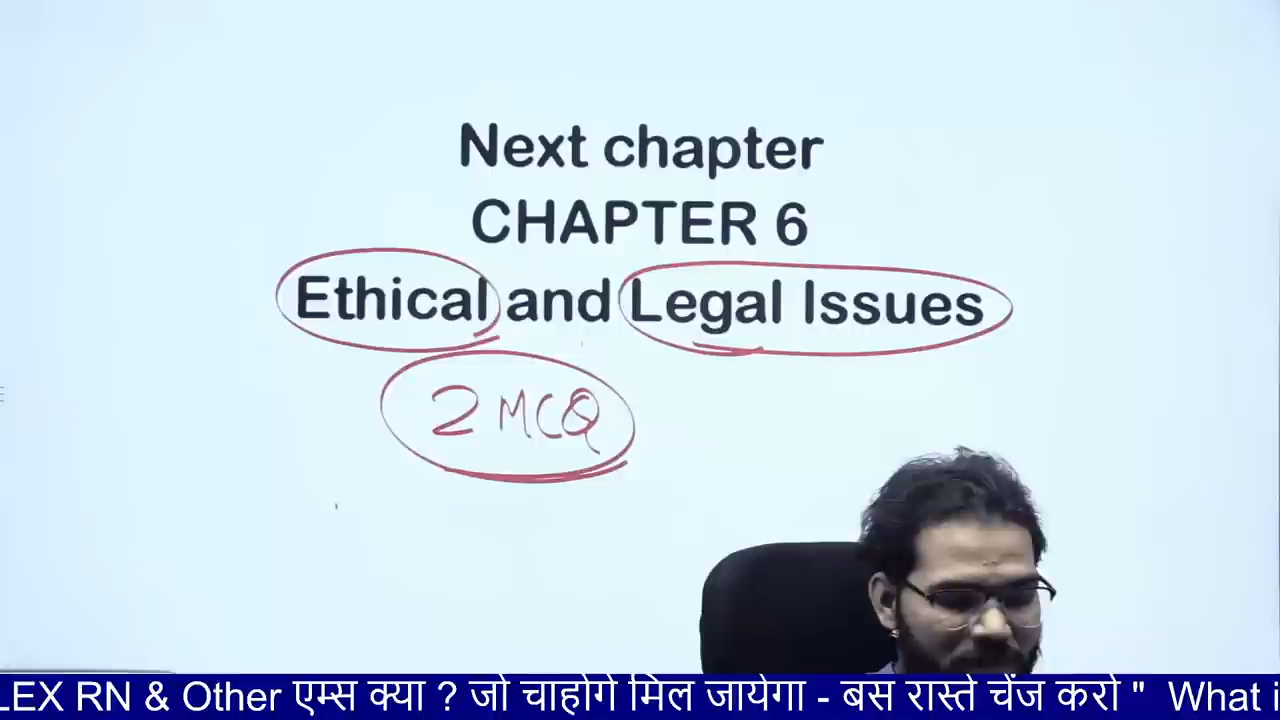 Next chapter
CHAPTER 6
Ethical and Legal Issues
2 MCQ
LEX RN & Other एम्स क्या ? जो चाहोगे मिल जायेगा - बस रास्ते चेंज करो " What i